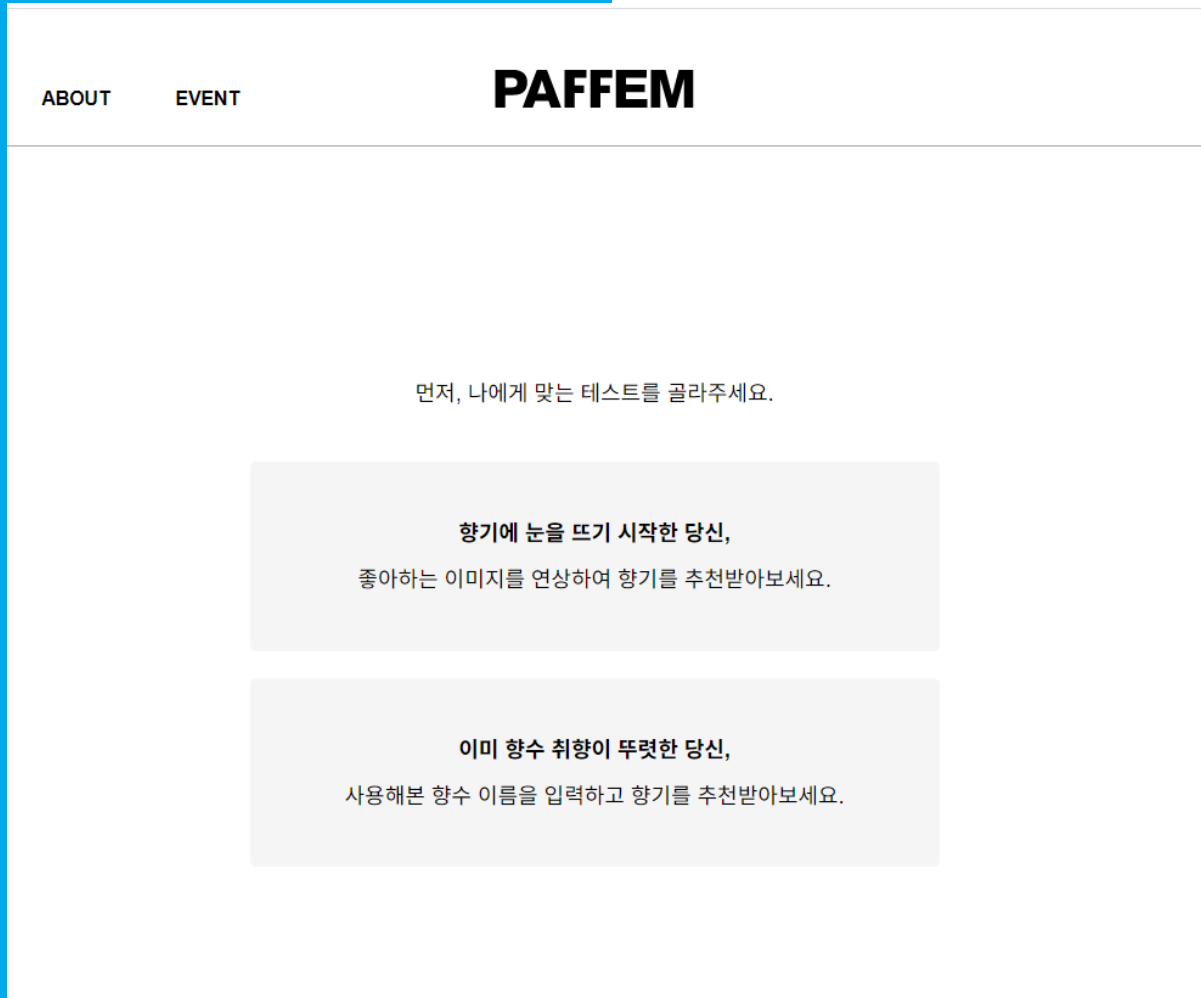 ABOUT EVENT PAFFEM
먼저, 나에게 맞는 테스트를 골라주세요.
향기에 눈을 뜨기 시작한 당신,
좋아하는 이미지를 연상하여 향기를 추천받아보세요.
이미 향수 취향이 뚜렷한 당신,
사용해본 향수 이름을 입력하고 향기를 추천받아보세요.